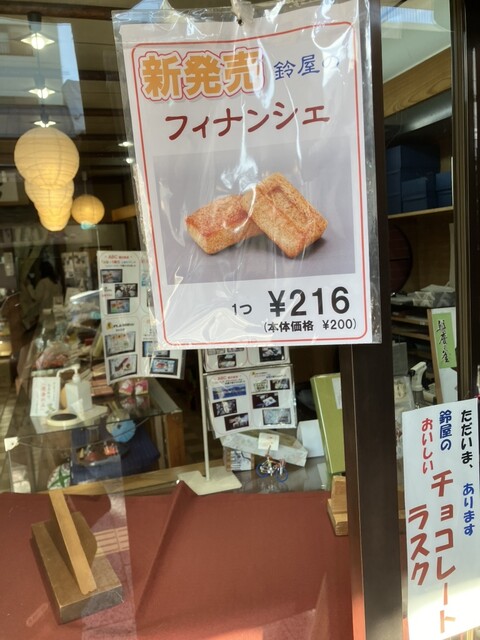 新発売 鈴屋の
フィナンシェ
1つ ¥216
(本体価格 ¥200)
ただいま、あります
鈴屋の
おいしい
チョコレート
ラスク